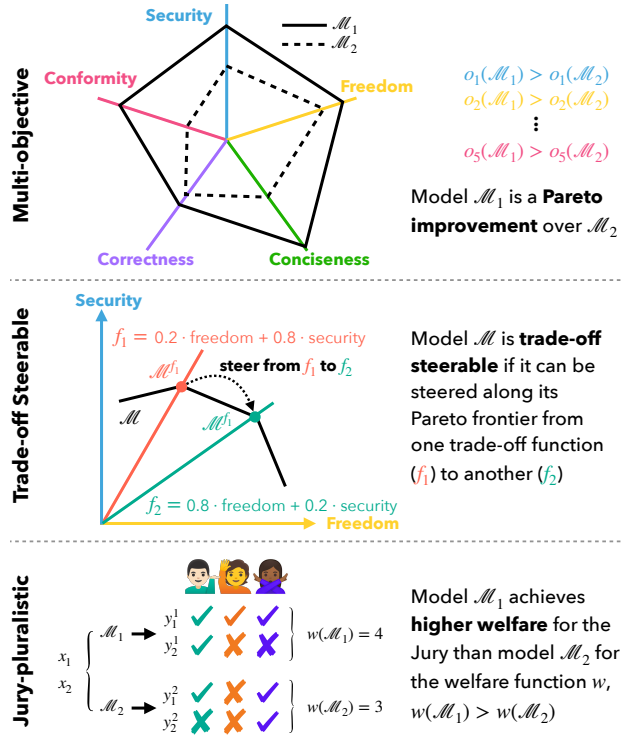 Multi-objective
Security
ℳ₁
ℳ₂
Conformity
Freedom
Correctness
Conciseness
o₁(ℳ₁) > o₁(ℳ₂)
o₂(ℳ₁) > o₂(ℳ₂)
⋮
o₅(ℳ₁) > o₅(ℳ₂)
Model ℳ₁ is a Pareto
improvement over ℳ₂
Trade-off Steerable
Security
f₁ = 0.2 · freedom + 0.8 · security
ℳ^f₁
steer from f₁ to f₂
ℳ
ℳ^f₁
f₂ = 0.8 · freedom + 0.2 · security
Freedom
Model ℳ is trade-off
steerable if it can be
steered along its
Pareto frontier from
one trade-off function
(f₁) to another (f₂)
Jury-pluralistic
x₁
x₂
ℳ₁
y₁¹
y₂¹
w(ℳ₁) = 4
ℳ₂
y₁²
y₂²
w(ℳ₂) = 3
Model ℳ₁ achieves
higher welfare for the
Jury than model ℳ₂ for
the welfare function w,
w(ℳ₁) > w(ℳ₂)